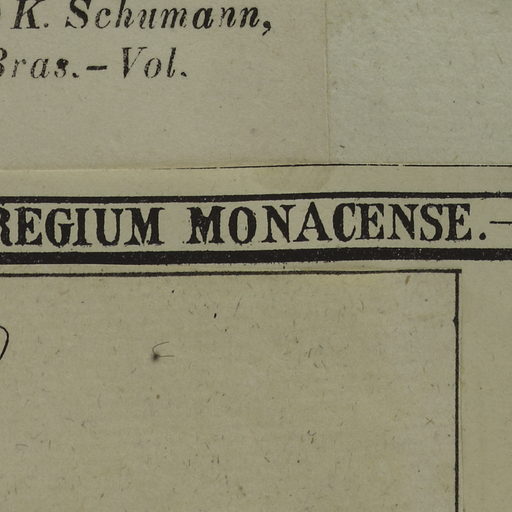 K. Schumann,
Bras.—Vol.
REGIUM MONACENSE.—